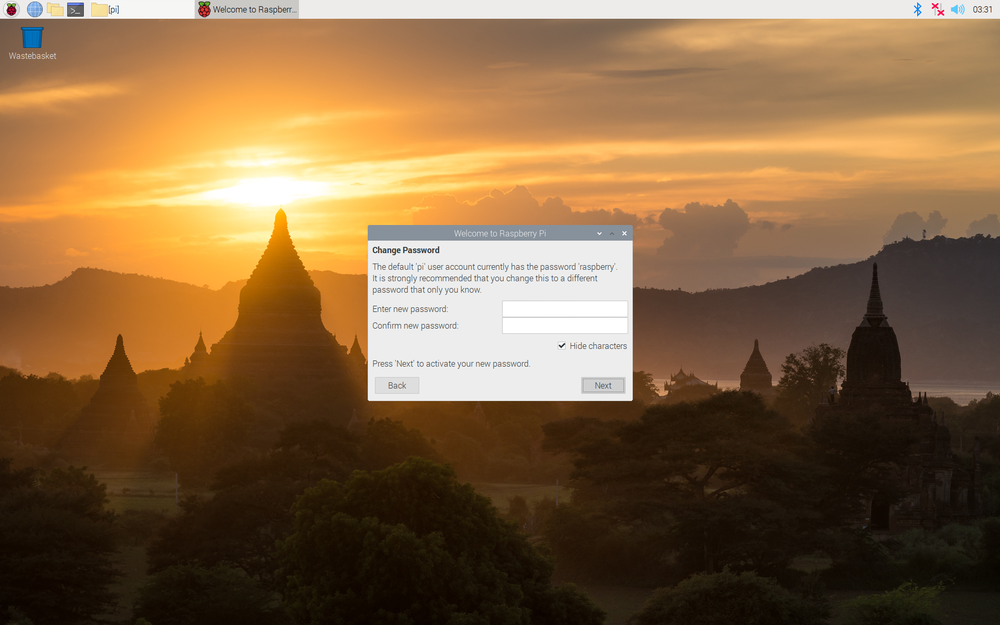 [pi]
Welcome to Raspberr...
03:31
Wastebasket
Welcome to Raspberry Pi
Change Password
The default 'pi' user account currently has the password 'raspberry'.
It is strongly recommended that you change this to a different
password that only you know.
Enter new password:
Confirm new password:
Hide characters
Press 'Next' to activate your new password.
Back
Next